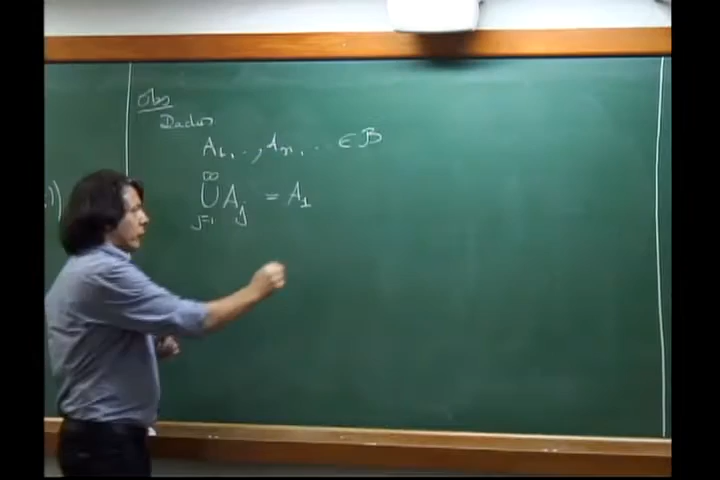 Obs
Dados
A₁, ..., Aₙ, ... ∈ B
∞
∪ Aⱼ = A₁
j=1